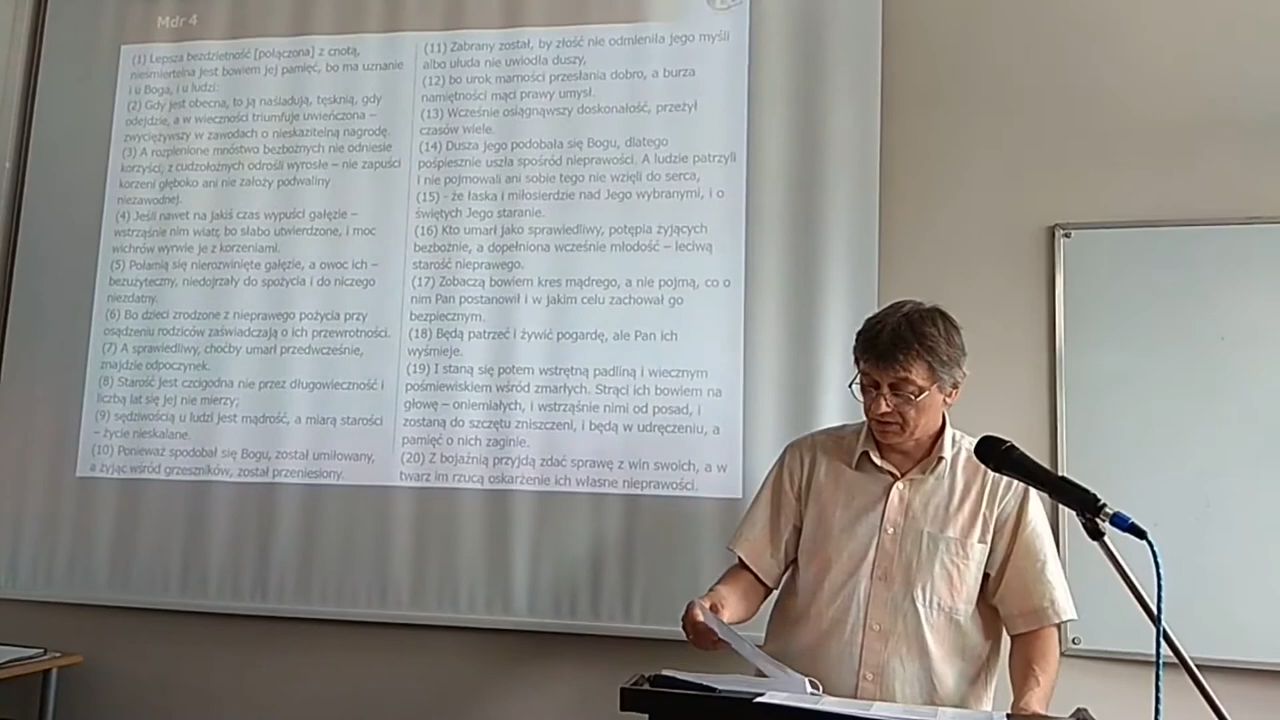 Mdr 4
(1) Lepsza bezdzietność [połączona] z cnotą,
nieśmiertelna jest bowiem jej pamięć, bo ma uznanie
i u Boga, i u ludzi.
(2) Gdy jest obecna, to ją naśladują, tęsknią, gdy
odejdzie, a w wieczności triumfuje uwieńczona –
zwyciężywszy w zawodach o nieskazitelną nagrodę.
(3) A rozplenione mnóstwo bezbożnych nie odniesie
korzyści, z cudzołożnych odrośli wyrosłe – nie zapuści
korzeni głęboko ani nie założy podwaliny
niezawodnej.
(4) Jeśli nawet na jakiś czas wypuści gałęzie –
wstrząśnie nim wiatr, bo słabo utwierdzone, i moc
wichrów wyrwie je z korzeniami.
(5) Połamią się nierozwinięte gałęzie, a owoc ich –
bezużyteczny, niedojrzały do spożycia i do niczego
niezdatny.
(6) Bo dzieci zrodzone z nieprawego pożycia przy
osądzeniu rodziców zaświadczają o ich przewrotności.
(7) A sprawiedliwy, choćby umarł przedwcześnie,
znajdzie odpoczynek.
(8) Starość jest czcigodna nie przez długowieczność i
liczbą lat się jej nie mierzy;
(9) sędziwością u ludzi jest mądrość, a miarą starości
– życie nieskalane.
(10) Ponieważ spodobał się Bogu, został umiłowany,
a żyjąc wśród grzeszników, został przeniesiony.
(11) Zabrany został, by złość nie odmieniła jego myśli
albo ułuda nie uwiodła duszy,
(12) bo urok marności przesłania dobro, a burza
namiętności mąci prawy umysł.
(13) Wcześnie osiągnąwszy doskonałość, przeżył
czasów wiele.
(14) Dusza jego podobała się Bogu, dlatego
pośpiesznie uszła spośród nieprawości. A ludzie patrzyli
i nie pojmowali ani sobie tego nie wzięli do serca,
(15) - że łaska i miłosierdzie nad Jego wybranymi, i o
świętych Jego staranie.
(16) Kto umarł jako sprawiedliwy, potępia żyjących
bezbożnie, a dopełniona wcześnie młodość – leciwą
starość nieprawego.
(17) Zobaczą bowiem kres mądrego, a nie pojmą, co o
nim Pan postanowił i w jakim celu zachował go
bezpiecznym.
(18) Będą patrzeć i żywić pogardę, ale Pan ich
wyśmieje.
(19) I staną się potem wstrętną padliną i wiecznym
pośmiewiskiem wśród zmarłych. Strąci ich bowiem na
głowę – oniemiałych, i wstrząśnie nimi od posad, i
zostaną do szczętu zniszczeni, i będą w udręczeniu, a
pamięć o nich zaginie.
(20) Z bojaźnią przyjdą zdać sprawę z win swoich, a w
twarz im rzucą oskarżenie ich własne nieprawości.